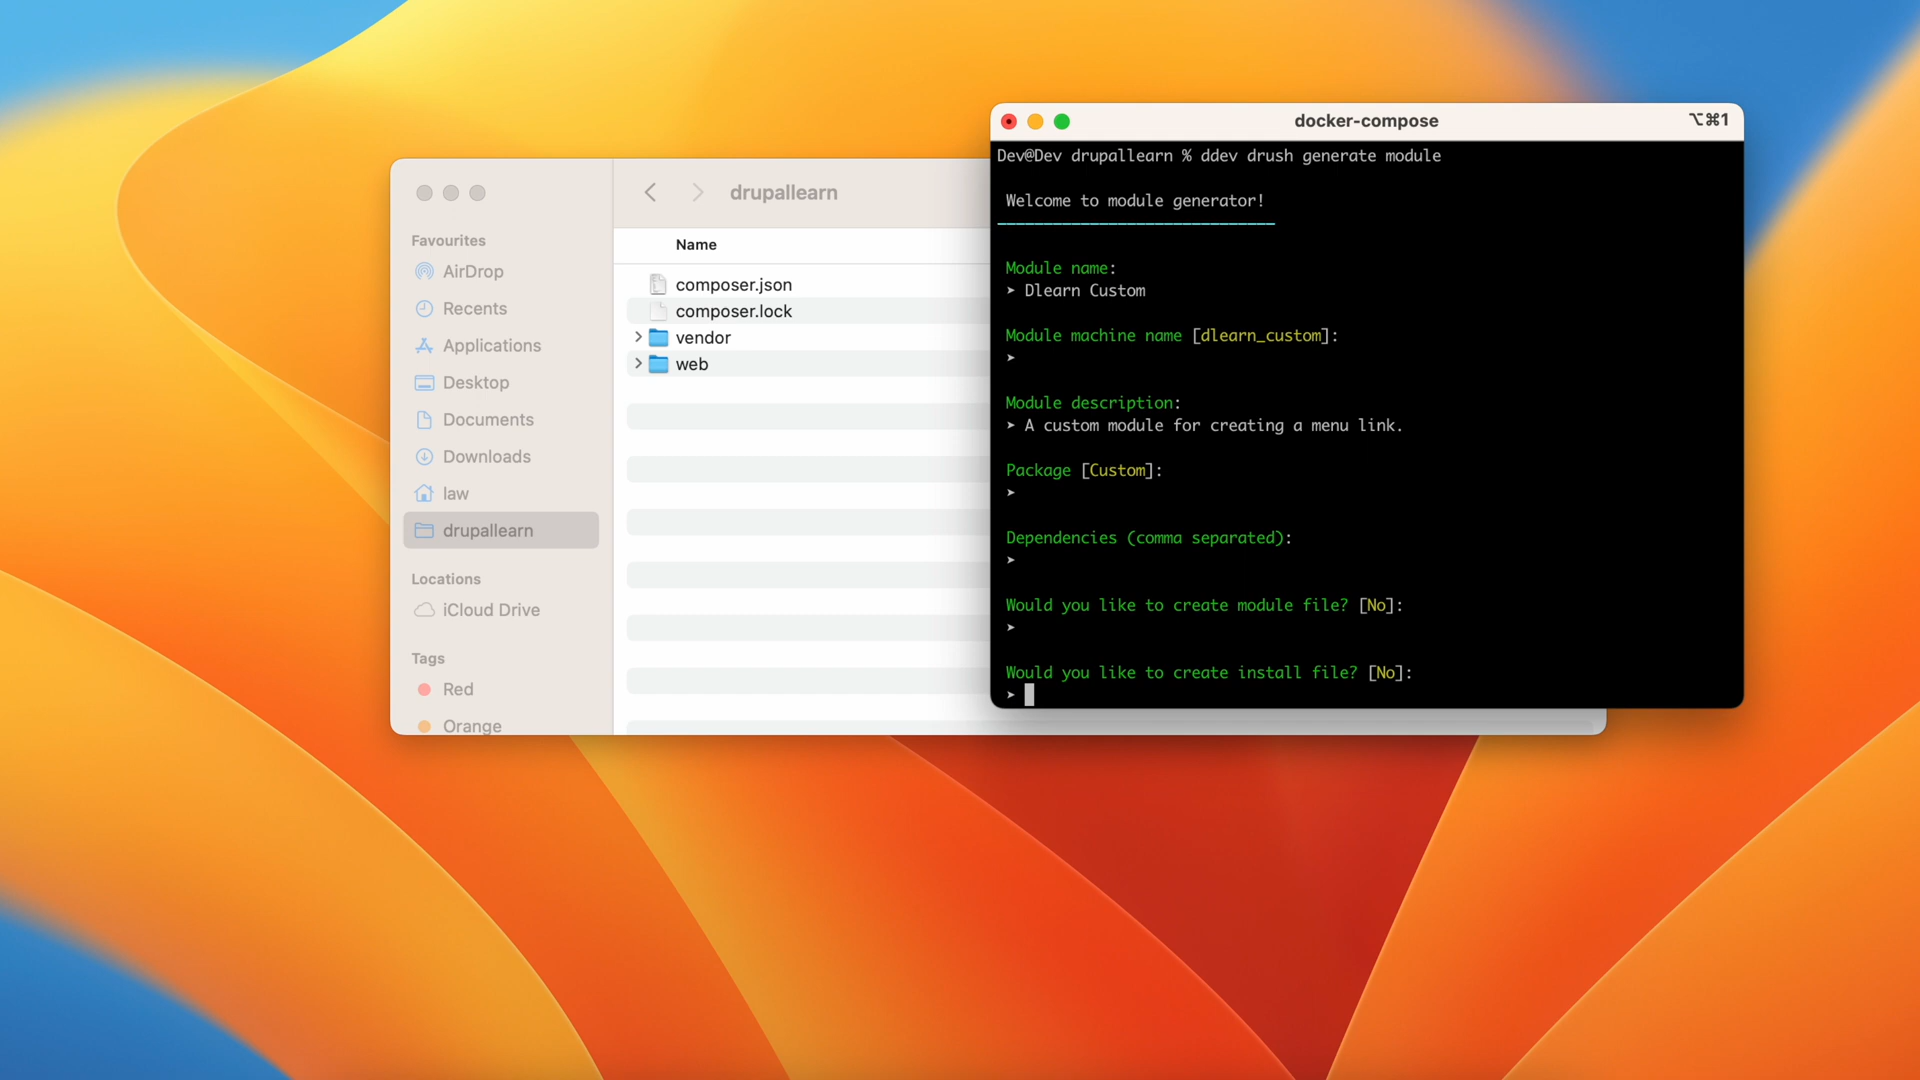 drupallearn
Favourites
AirDrop
Recents
Applications
Desktop
Documents
Downloads
law
drupallearn
Locations
iCloud Drive
Tags
Red
Orange
Name
composer.json
composer.lock
vendor
web
docker-compose
⌥⌘1
Dev@Dev drupallearn % ddev drush generate module
Welcome to module generator!
Module name:
➤ Dlearn Custom
Module machine name [dlearn_custom]:
➤
Module description:
➤ A custom module for creating a menu link.
Package [Custom]:
➤
Dependencies (comma separated):
➤
Would you like to create module file? [No]:
➤
Would you like to create install file? [No]:
➤